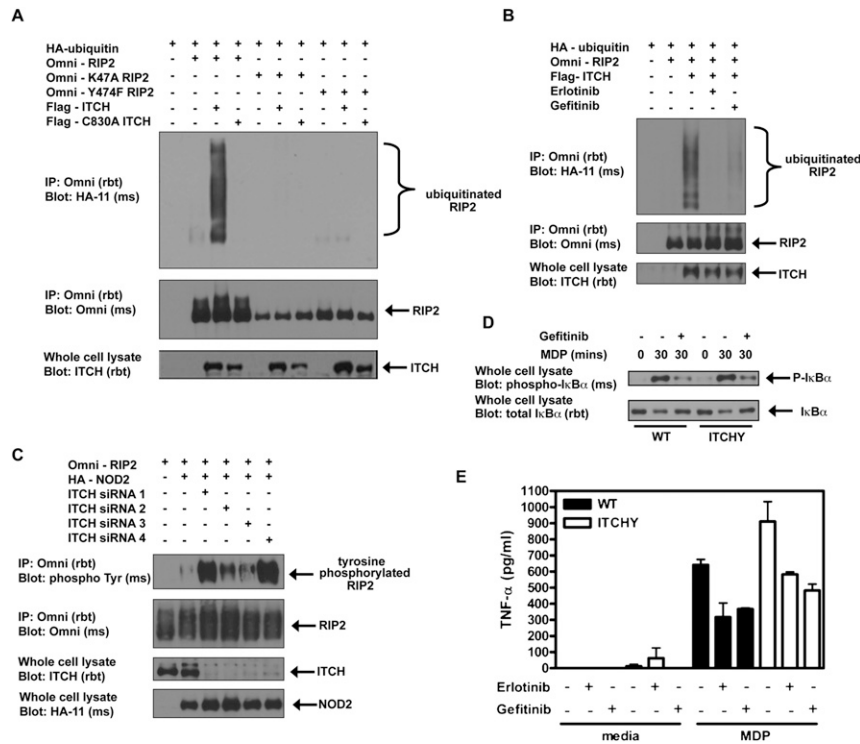 A
HA-ubiquitin + + + + + + + + + +
Omni - RIP2 - + + + - - - - - -
Omni - K47A RIP2 - - - - + + + - - -
Omni - Y474F RIP2 - - - - - - - + + +
Flag - ITCH - - + - - + - - + -
Flag - C830A ITCH - - - + - - + - - +
IP: Omni (rbt)
Blot: HA-11 (ms)
ubiquitinated
RIP2
IP: Omni (rbt)
Blot: Omni (ms)
RIP2
Whole cell lysate
Blot: ITCH (rbt)
ITCH
B
HA - ubiquitin + + + + +
Omni - RIP2 - + + + +
Flag- ITCH - - + + +
Erlotinib - - - + -
Gefitinib - - - - +
IP: Omni (rbt)
Blot: HA-11 (ms)
ubiquitinated
RIP2
IP: Omni (rbt)
Blot: Omni (ms)
RIP2
Whole cell lysate
Blot: ITCH (rbt)
ITCH
C
Omni - RIP2 + + + + + +
HA - NOD2 - + + + + +
ITCH siRNA 1 - - + - - -
ITCH siRNA 2 - - - + - -
ITCH siRNA 3 - - - - + -
ITCH siRNA 4 - - - - - +
IP: Omni (rbt)
Blot: phospho Tyr (ms)
tyrosine
phosphorylated
RIP2
IP: Omni (rbt)
Blot: Omni (ms)
RIP2
Whole cell lysate
Blot: ITCH (rbt)
ITCH
Whole cell lysate
Blot: HA-11 (ms)
NOD2
D
Gefitinib - - + - - +
MDP (mins) 0 30 30 0 30 30
Whole cell lysate
Blot: phospho-IκBα (ms)
P-IκBα
Whole cell lysate
Blot: total IκBα (rbt)
IκBα
WT ITCHY
E
WT
ITCHY
TNF-α (pg/ml)
1100
1000
900
800
700
600
500
400
300
200
100
0
Erlotinib - + - - + - - + - - + -
Gefitinib - - + - - + - - + - - +
media MDP